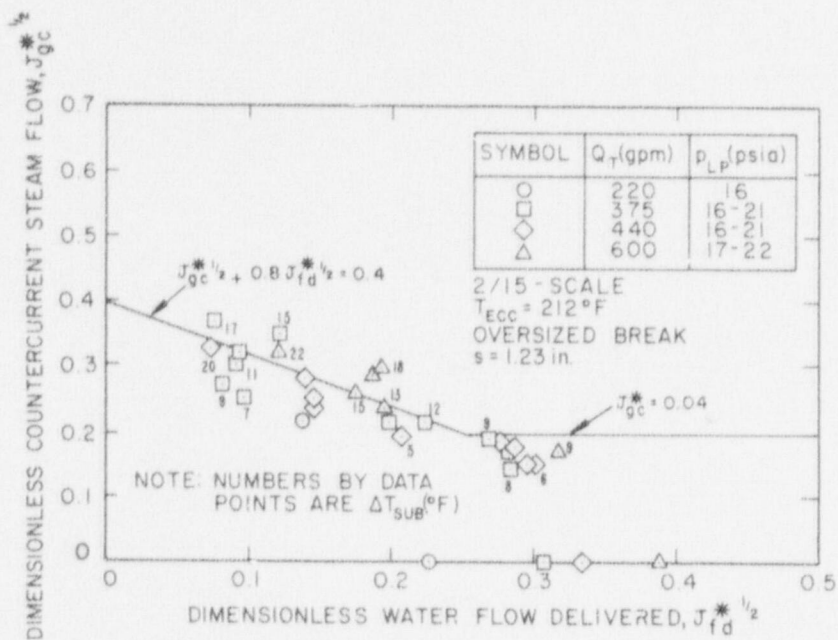 DIMENSIONLESS COUNTERCURRENT STEAM FLOW, J*gc 1/2
0.7
0.6
0.5
0.4
0.3
0.2
0.1
0
SYMBOL QT(gpm) pLP(psia)
○ 220 16
□ 375 16-21
◇ 440 16-21
△ 600 17-22
2/15-SCALE
TECC = 212°F
OVERSIZED BREAK
s = 1.23 in.
J*gc 1/2 + 0.8 J*fd 1/2 = 0.4
J*gc = 0.04
17
15
20
22
11
9
7
18
15
13
12
5
9
8
6
9
NOTE: NUMBERS BY DATA
POINTS ARE ΔTSUB(°F)
0 0.1 0.2 0.3 0.4 0.5
DIMENSIONLESS WATER FLOW DELIVERED, J*fd 1/2